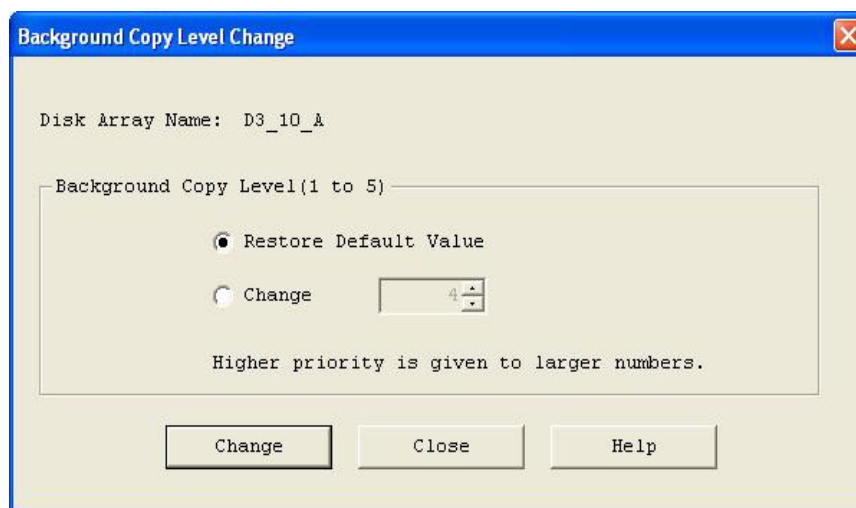 Background Copy Level Change
Disk Array Name: D3_10_A
Background Copy Level(1 to 5)
Restore Default Value
Change 4
Higher priority is given to larger numbers.
Change Close Help